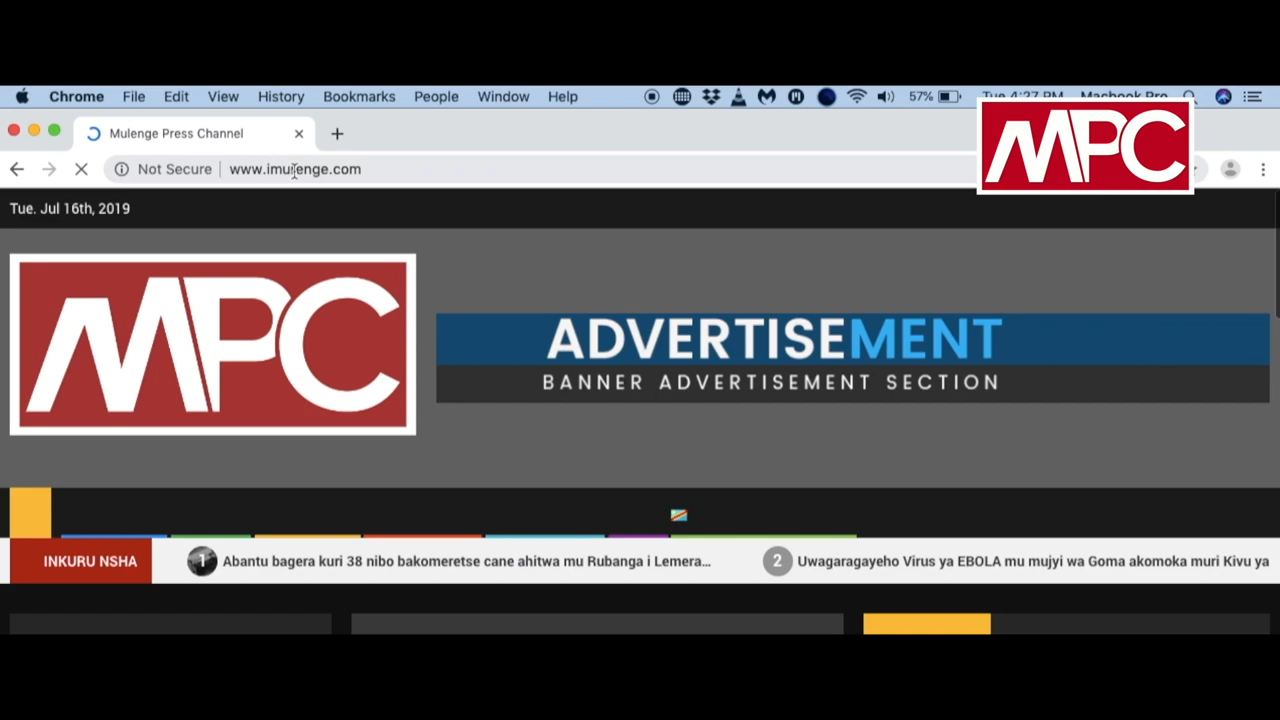 Chrome File Edit View History Bookmarks People Window Help 57%
Mulenge Press Channel
Not Secure www.imulenge.com
MPC
Tue. Jul 16th, 2019
MPC
ADVERTISEMENT
BANNER ADVERTISEMENT SECTION
INKURU NSHA 1 Abantu bagera kuri 38 nibo bakomeretse cane ahitwa mu Rubanga i Lemera... 2 Uwagaragayeho Virus ya EBOLA mu mujyi wa Goma akomoka muri Kivu ya